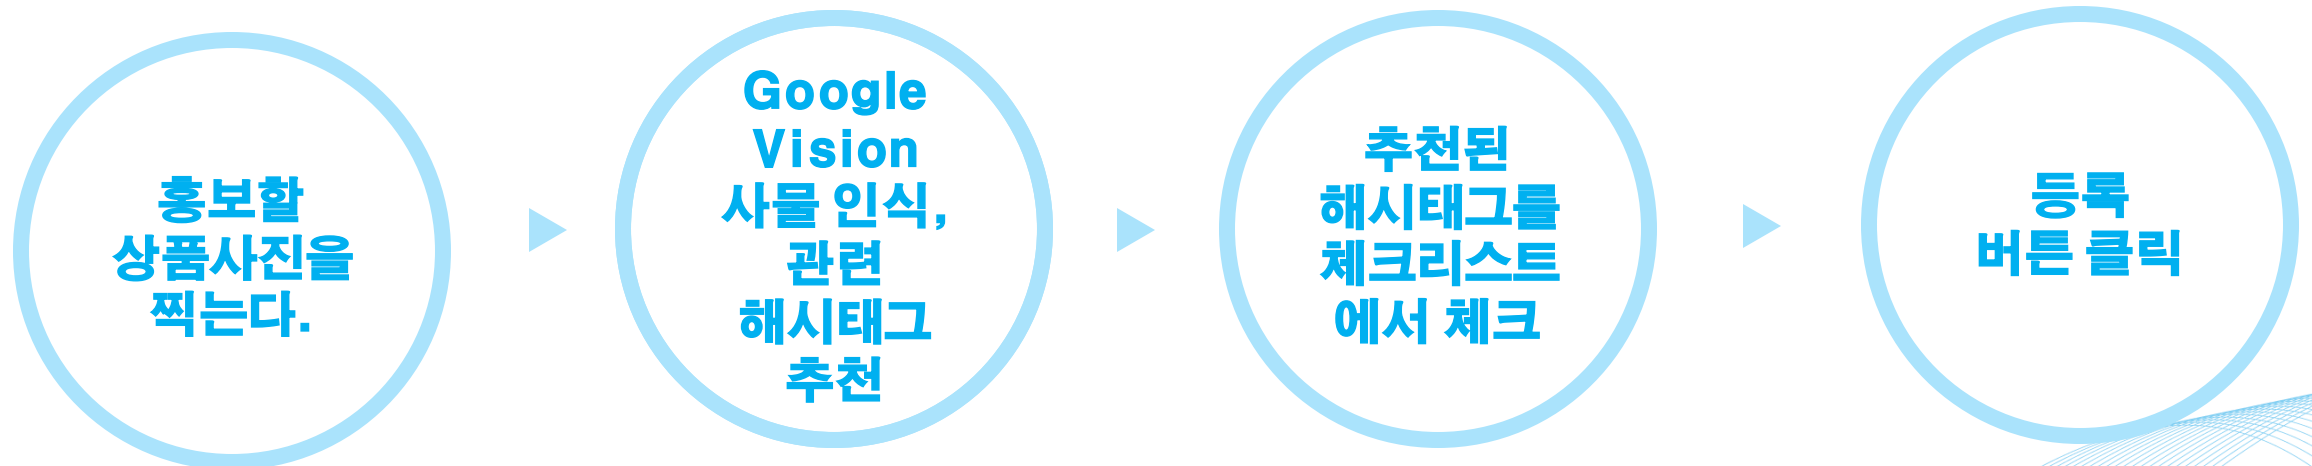 홍보할
상품사진을
찍는다.
Google
Vision
사물 인식,
관련
해시태그
추천
추천된
해시태그를
체크리스트
에서 체크
등록
버튼 클릭